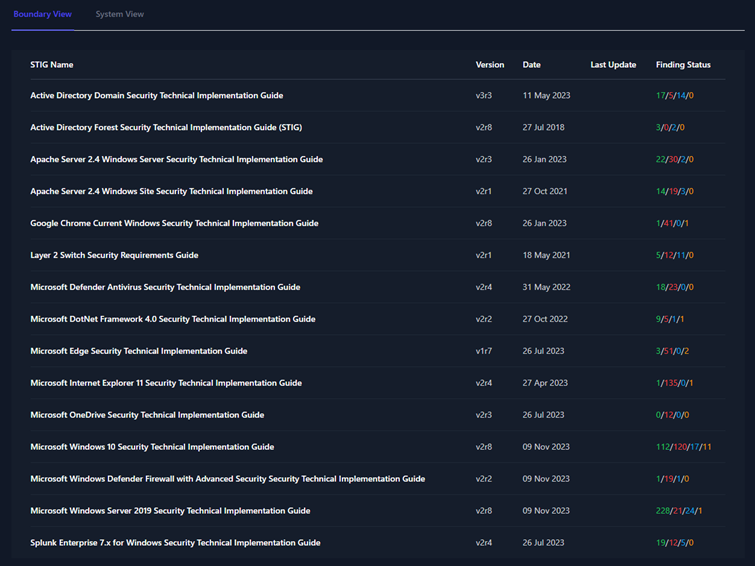 Boundary View System View
STIG Name Version Date Last Update Finding Status
Active Directory Domain Security Technical Implementation Guide v3r3 11 May 2023 17/5/14/0
Active Directory Forest Security Technical Implementation Guide (STIG) v2r8 27 Jul 2018 3/0/2/0
Apache Server 2.4 Windows Server Security Technical Implementation Guide v2r3 26 Jan 2023 22/30/2/0
Apache Server 2.4 Windows Site Security Technical Implementation Guide v2r1 27 Oct 2021 14/19/3/0
Google Chrome Current Windows Security Technical Implementation Guide v2r8 26 Jan 2023 1/41/0/1
Layer 2 Switch Security Requirements Guide v2r1 18 May 2021 5/12/11/0
Microsoft Defender Antivirus Security Technical Implementation Guide v2r4 31 May 2022 18/23/0/0
Microsoft DotNet Framework 4.0 Security Technical Implementation Guide v2r2 27 Oct 2022 9/5/1/1
Microsoft Edge Security Technical Implementation Guide v1r7 26 Jul 2023 3/51/0/2
Microsoft Internet Explorer 11 Security Technical Implementation Guide v2r4 27 Apr 2023 1/135/0/1
Microsoft OneDrive Security Technical Implementation Guide v2r3 26 Jul 2023 0/12/0/0
Microsoft Windows 10 Security Technical Implementation Guide v2r8 09 Nov 2023 112/120/17/11
Microsoft Windows Defender Firewall with Advanced Security Security Technical Implementation Guide v2r2 09 Nov 2023 1/19/1/0
Microsoft Windows Server 2019 Security Technical Implementation Guide v2r8 09 Nov 2023 228/21/24/1
Splunk Enterprise 7.x for Windows Security Technical Implementation Guide v2r4 26 Jul 2023 19/12/5/0